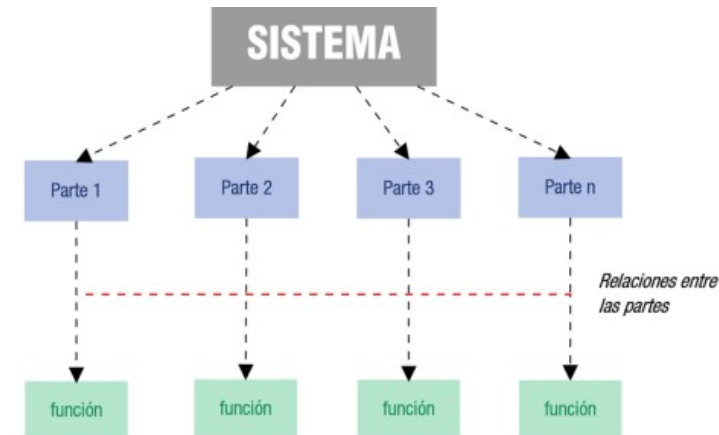 SISTEMA
Parte 1
Parte 2
Parte 3
Parte n
Relaciones entre
las partes
función
función
función
función